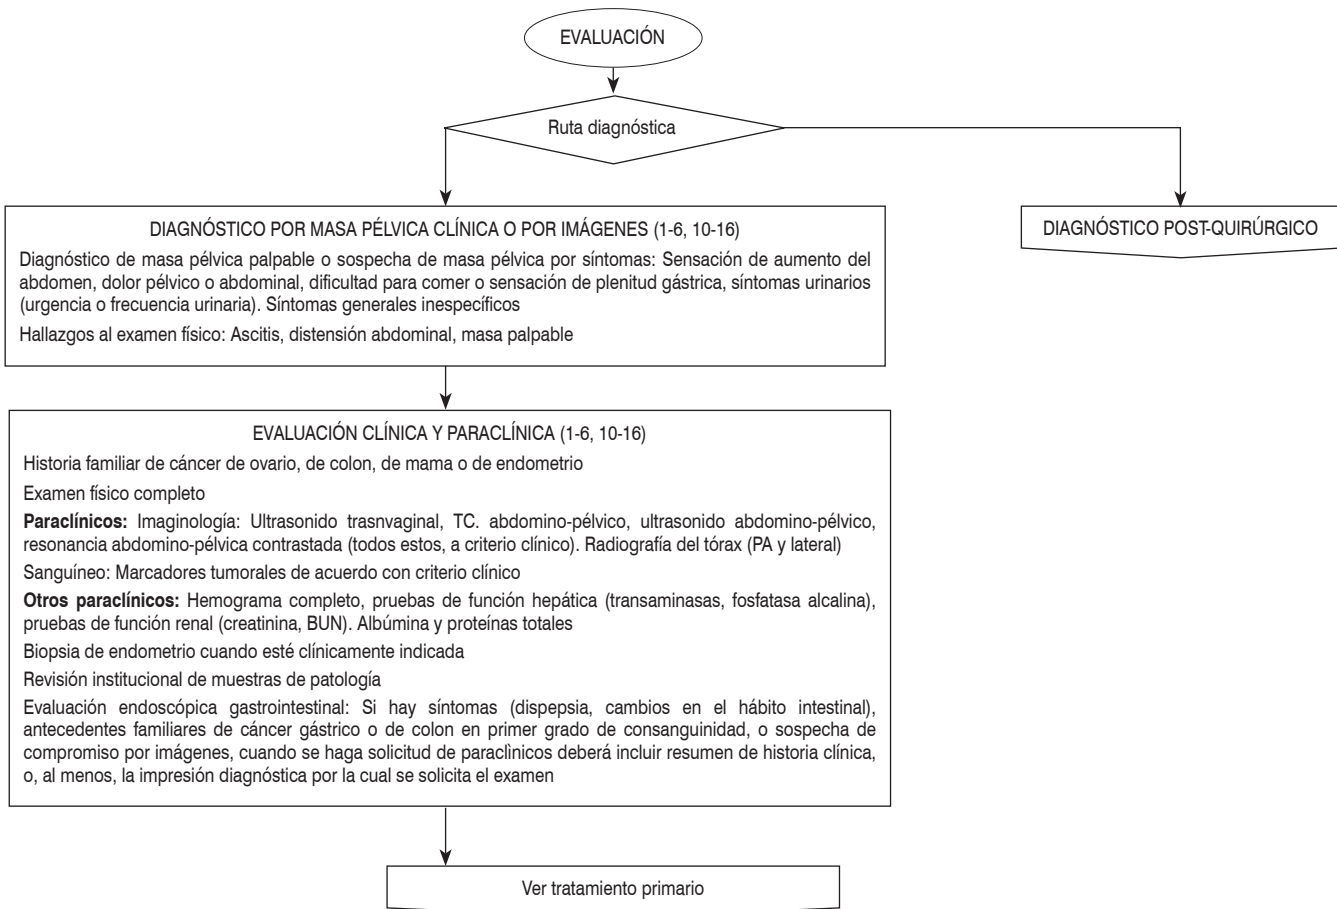 EVALUACIÓN
Ruta diagnóstica
DIAGNÓSTICO POR MASA PÉLVICA CLÍNICA O POR IMÁGENES (1-6, 10-16)
Diagnóstico de masa pélvica palpable o sospecha de masa pélvica por síntomas: Sensación de aumento del
abdomen, dolor pélvico o abdominal, dificultad para comer o sensación de plenitud gástrica, síntomas urinarios
(urgencia o frecuencia urinaria). Síntomas generales inespecíficos
Hallazgos al examen físico: Ascitis, distensión abdominal, masa palpable
DIAGNÓSTICO POST-QUIRÚRGICO
EVALUACIÓN CLÍNICA Y PARACLÍNICA (1-6, 10-16)
Historia familiar de cáncer de ovario, de colon, de mama o de endometrio
Examen físico completo
Paraclínicos: Imaginología: Ultrasonido trasnvaginal, TC. abdomino-pélvico, ultrasonido abdomino-pélvico,
resonancia abdomino-pélvica contrastada (todos estos, a criterio clínico). Radiografía del tórax (PA y lateral)
Sanguíneo: Marcadores tumorales de acuerdo con criterio clínico
Otros paraclínicos: Hemograma completo, pruebas de función hepática (transaminasas, fosfatasa alcalina),
pruebas de función renal (creatinina, BUN). Albúmina y proteínas totales
Biopsia de endometrio cuando esté clínicamente indicada
Revisión institucional de muestras de patología
Evaluación endoscópica gastrointestinal: Si hay síntomas (dispepsia, cambios en el hábito intestinal),
antecedentes familiares de cáncer gástrico o de colon en primer grado de consanguinidad, o sospecha de
compromiso por imágenes, cuando se haga solicitud de paraclìnicos deberá incluir resumen de historia clínica,
o, al menos, la impresión diagnóstica por la cual se solicita el examen
Ver tratamiento primario